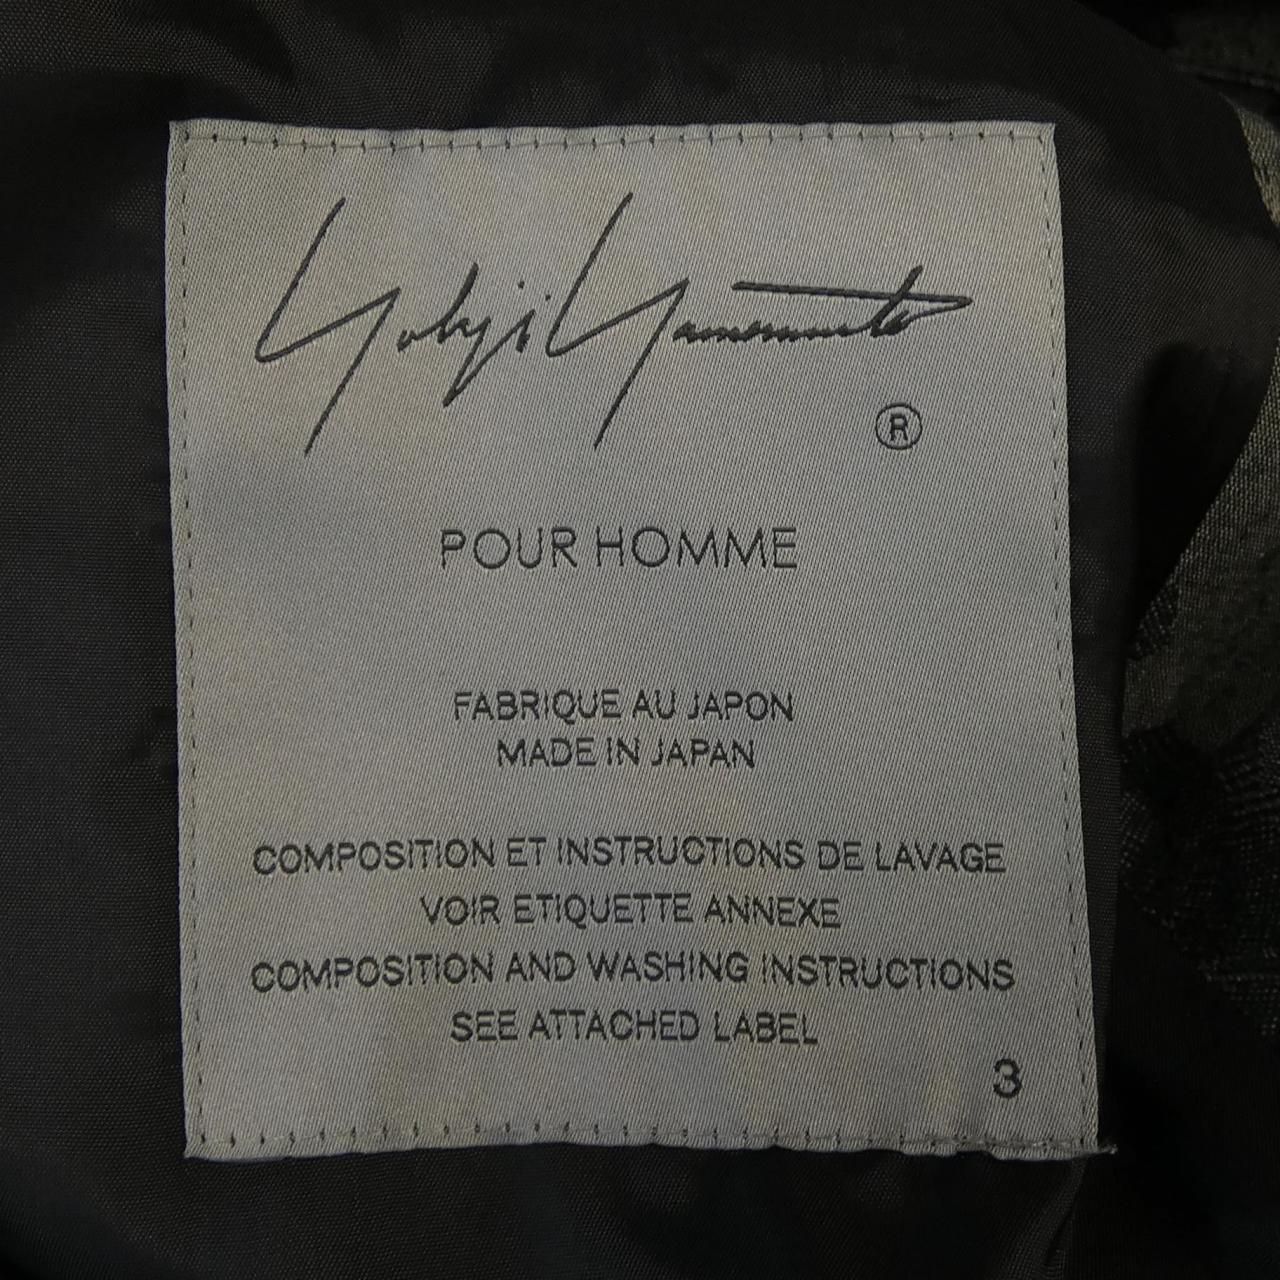 Yohji Yamamoto
®
POUR HOMME
FABRIQUE AU JAPON
MADE IN JAPAN
COMPOSITION ET INSTRUCTIONS DE LAVAGE
VOIR ETIQUETTE ANNEXE
COMPOSITION AND WASHING INSTRUCTIONS
SEE ATTACHED LABEL
3